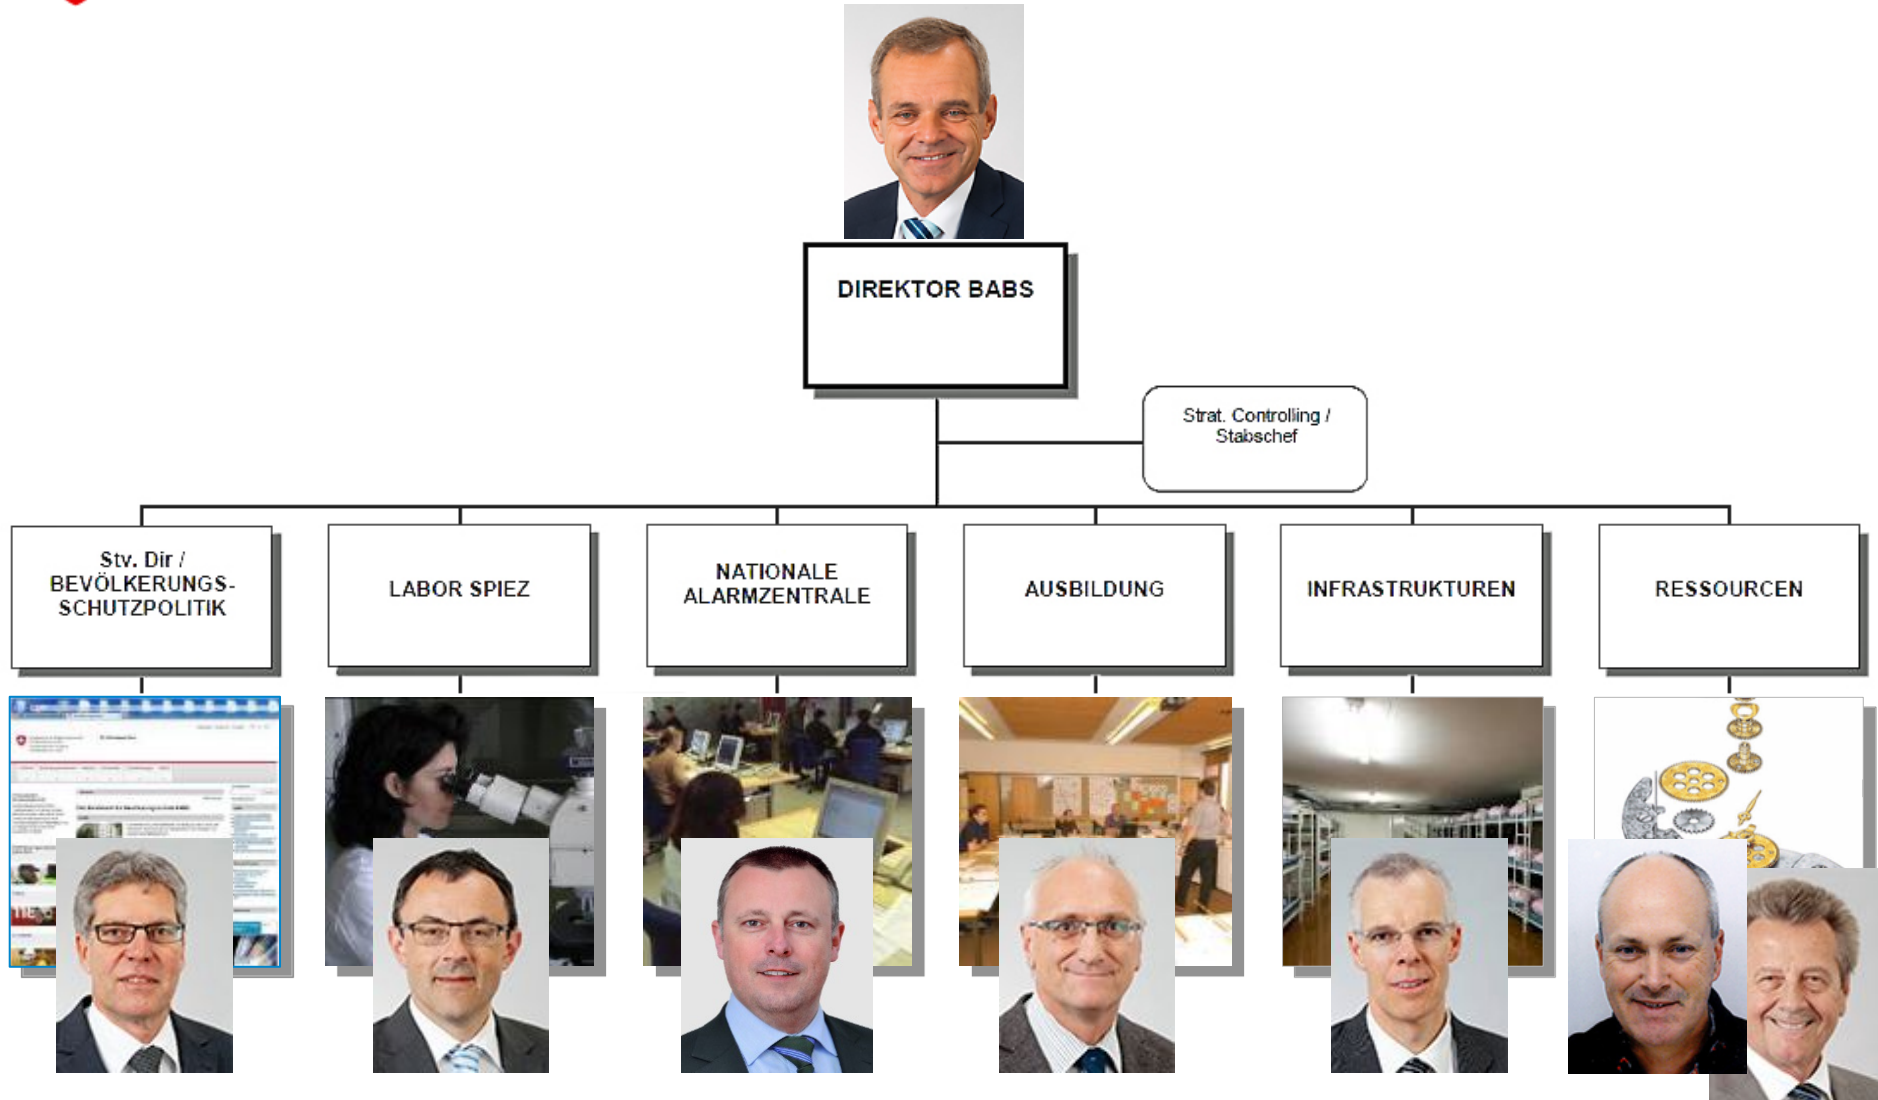 DIREKTOR BABS
Strat. Controlling /
Stabschef
Stv. Dir /
BEVÖLKERUNGS-
SCHUTZPOLITIK
LABOR SPIEZ
NATIONALE
ALARMZENTRALE
AUSBILDUNG
INFRASTRUKTUREN
RESSOURCEN